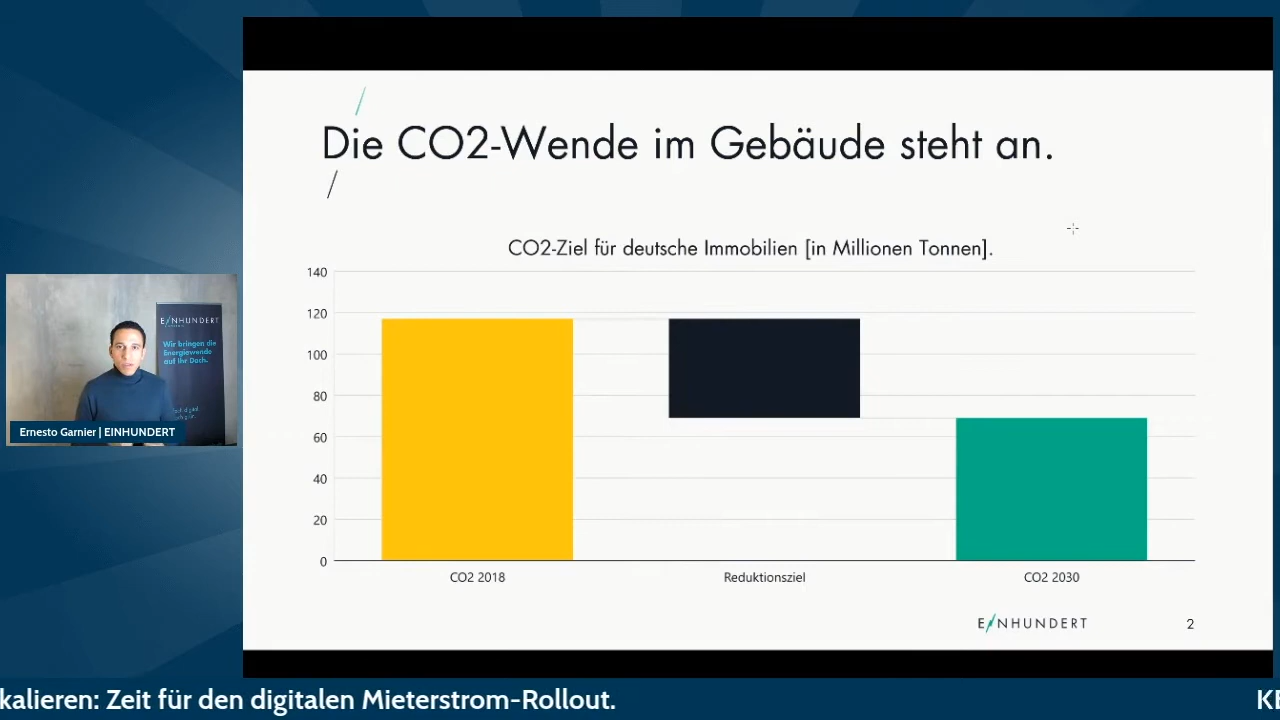 Die CO2-Wende im Gebäude steht an.
CO2-Ziel für deutsche Immobilien [in Millionen Tonnen].
140
120
100
80
60
40
20
0
CO2 2018
Reduktionsziel
CO2 2030
EINHUNDERT
2
EINHUNDERT
Wir bringen die
Energiewende
auf Ihr Dach.
Ernesto Garnier | EINHUNDERT
kalieren: Zeit für den digitalen Mieterstrom-Rollout.